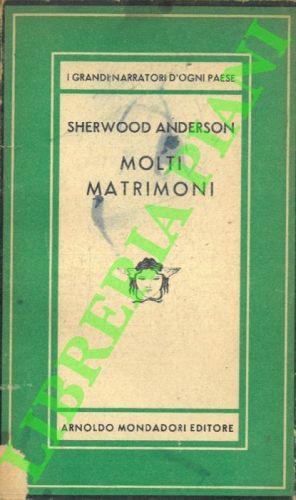 I GRANDI NARRATORI D'OGNI PAESE
SHERWOOD ANDERSON
MOLTI
MATRIMONI
ARNOLDO MONDADORI EDITORE
LIBRERIA PIANI